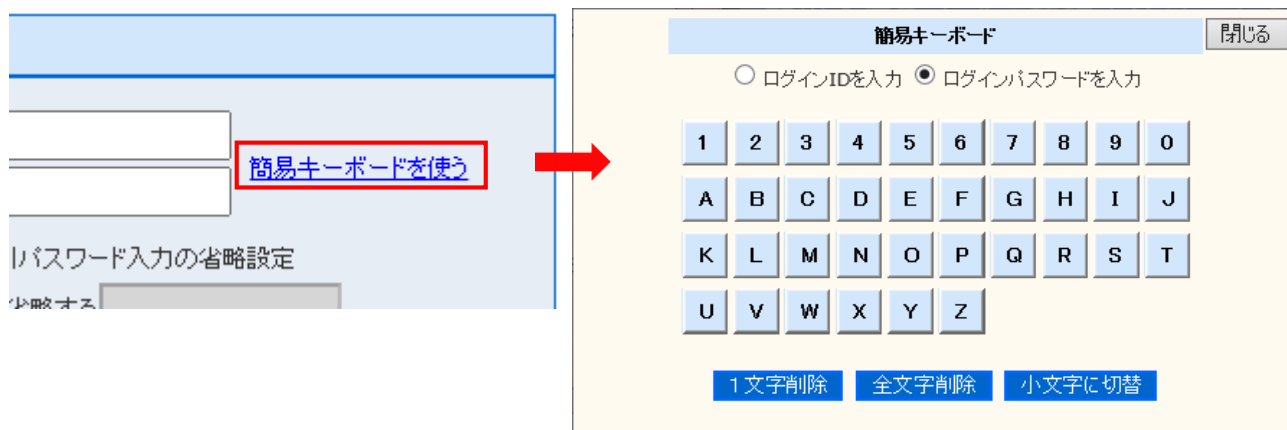 簡易キーボードを使う
パスワード入力の省略設定
省略する
簡易キーボード
閉じる
ログインIDを入力 ログインパスワードを入力
1 2 3 4 5 6 7 8 9 0
A B C D E F G H I J
K L M N O P Q R S T
U V W X Y Z
1文字削除 全文字削除 小文字に切替